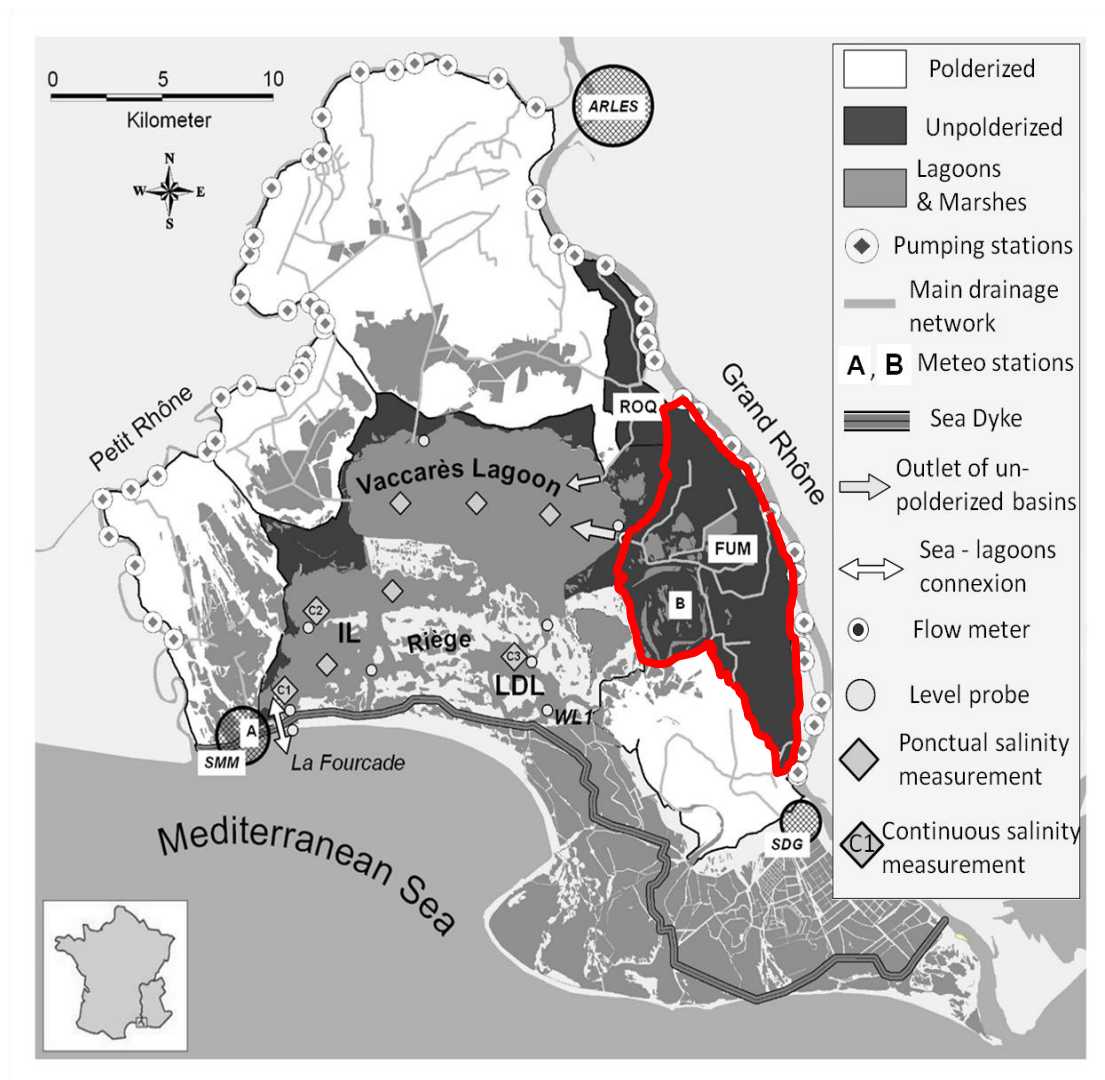 0 5 10
Kilometer
N
W E
S
ARLES
Petit Rhône
Grand Rhône
ROQ
Vaccarès Lagoon
FUM
B
C2
IL
Riège
C3
LDL
C1
WL1
A
SMM
La Fourcade
Mediterranean Sea
SDG
Polderized
Unpolderized
Lagoons
& Marshes
Pumping stations
Main drainage
network
A , B Meteo stations
Sea Dyke
Outlet of un-
polderized basins
Sea - lagoons
connexion
Flow meter
Level probe
Ponctual salinity
measurement
C1 Continuous salinity
measurement